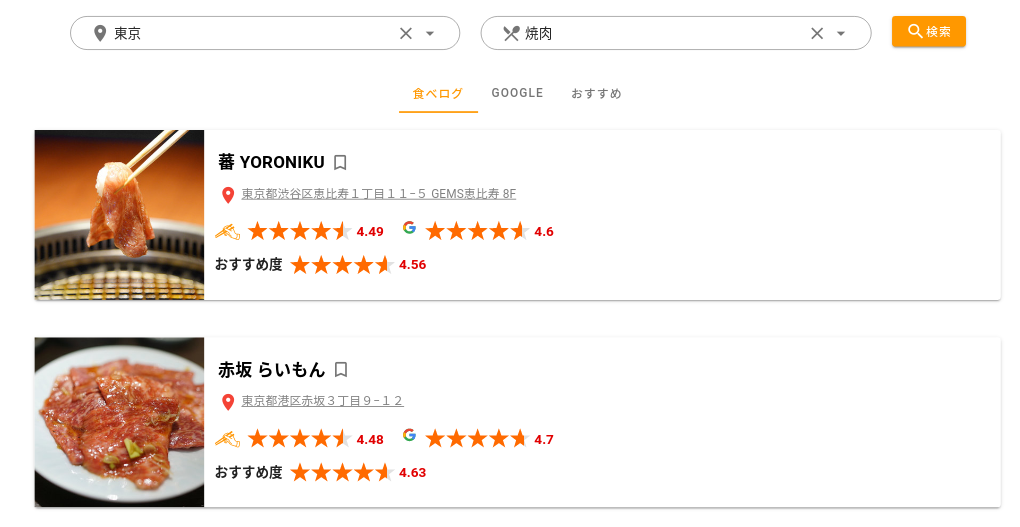 東京
焼肉
検索
食べログ
GOOGLE
おすすめ
蕃 YORONIKU
東京都渋谷区恵比寿１丁目１１−５ GEMS恵比寿 8F
4.49
4.6
おすすめ度
4.56
赤坂 らいもん
東京都港区赤坂３丁目９−１２
4.48
4.7
おすすめ度
4.63